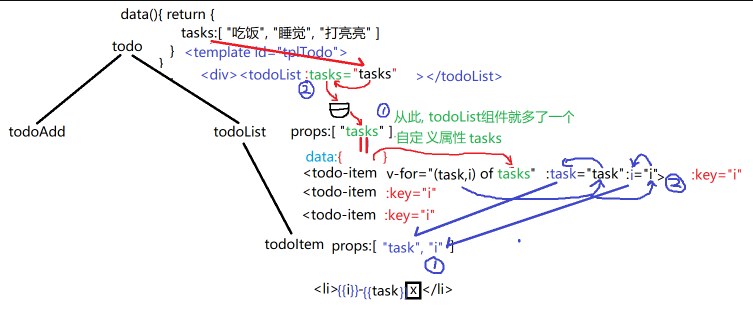 data(){ return {
tasks:[ "吃饭", "睡觉", "打亮亮" ]
}
}
todo
<template id="tplTodo">
<div><todoList :tasks="tasks" ></todoList>
②
①
从此, todoList组件就多了一个
自定义属性 tasks
todoAdd
todoList
props:[ "tasks" ]
data:{ }
<todo-item v-for="(task,i) of tasks" :task="task" :i="i"> ② :key="i"
<todo-item :key="i"
<todo-item :key="i"
todoItem
props:[ "task", "i" ]
①
<li>{{i}}-{{task}}x</li>